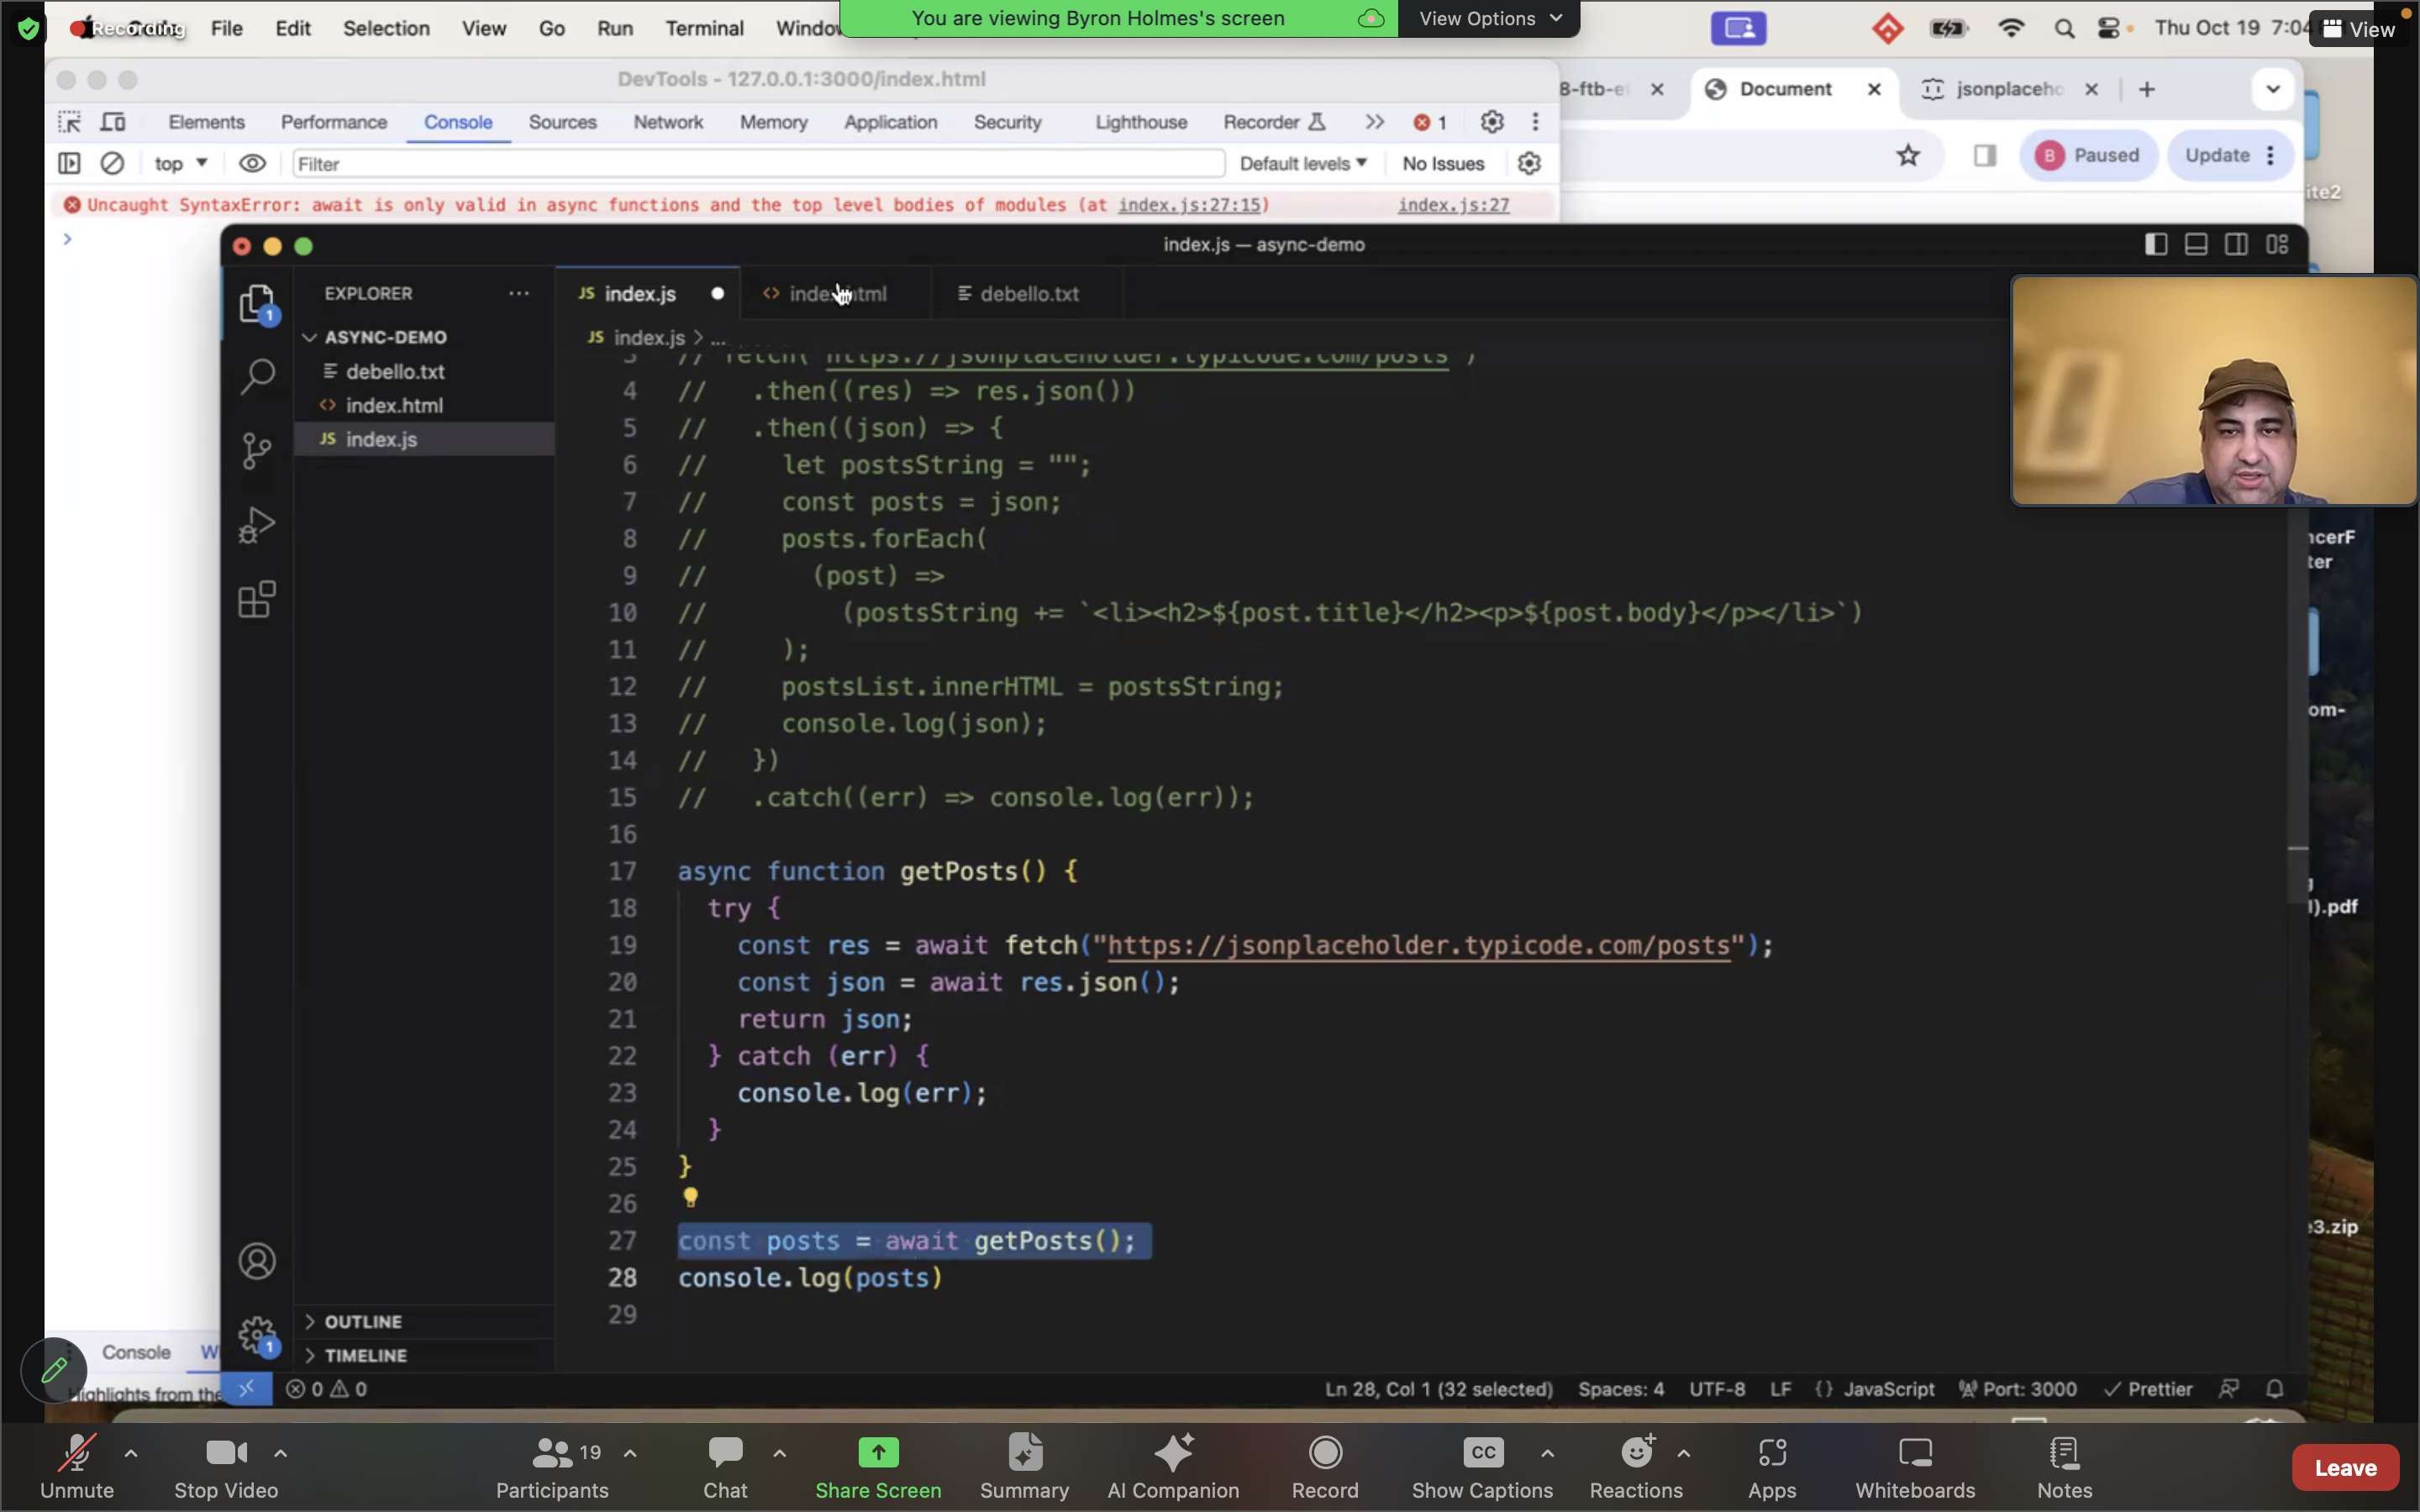 Recording
File Edit Selection View Go Run Terminal Window
You are viewing Byron Holmes's screen
View Options
Thu Oct 19 7:04
View
DevTools - 127.0.0.1:3000/index.html
Document
Elements Performance Console Sources Network Memory Application Security Lighthouse Recorder 1
top Filter Default levels No Issues
B Paused Update
Uncaught SyntaxError: await is only valid in async functions and the top level bodies of modules (at index.js:27:15) index.js:27
ite2
index.js — async-demo
EXPLORER
JS index.js
debello.txt
ASYNC-DEMO
JS index.js > ...
debello.txt
index.html
JS index.js
3 // fetch("https://jsonplaceholder.typicode.com/posts")
4 // .then((res) => res.json())
5 // .then((json) => {
6 // let postsString = "";
7 // const posts = json;
8 // posts.forEach(
9 // (post) =>
10 // (postsString += `<li><h2>${post.title}</h2><p>${post.body}</p></li>`)
11 // );
12 // postsList.innerHTML = postsString;
13 // console.log(json);
14 // })
15 // .catch((err) => console.log(err));
16
17 async function getPosts() {
18 try {
19 const res = await fetch("https://jsonplaceholder.typicode.com/posts");
20 const json = await res.json();
21 return json;
22 } catch (err) {
23 console.log(err);
24 }
25 }
26
27 const posts = await getPosts();
28 console.log(posts)
29
1
ncerF
ter
om-
).pdf
3.zip
OUTLINE
TIMELINE
1
Console
Highlights from the
0 0
Ln 28, Col 1 (32 selected) Spaces: 4 UTF-8 LF {} JavaScript Port: 3000 Prettier
19
CC
Unmute Stop Video Participants Chat Share Screen Summary AI Companion Record Show Captions Reactions Apps Whiteboards Notes
Leave